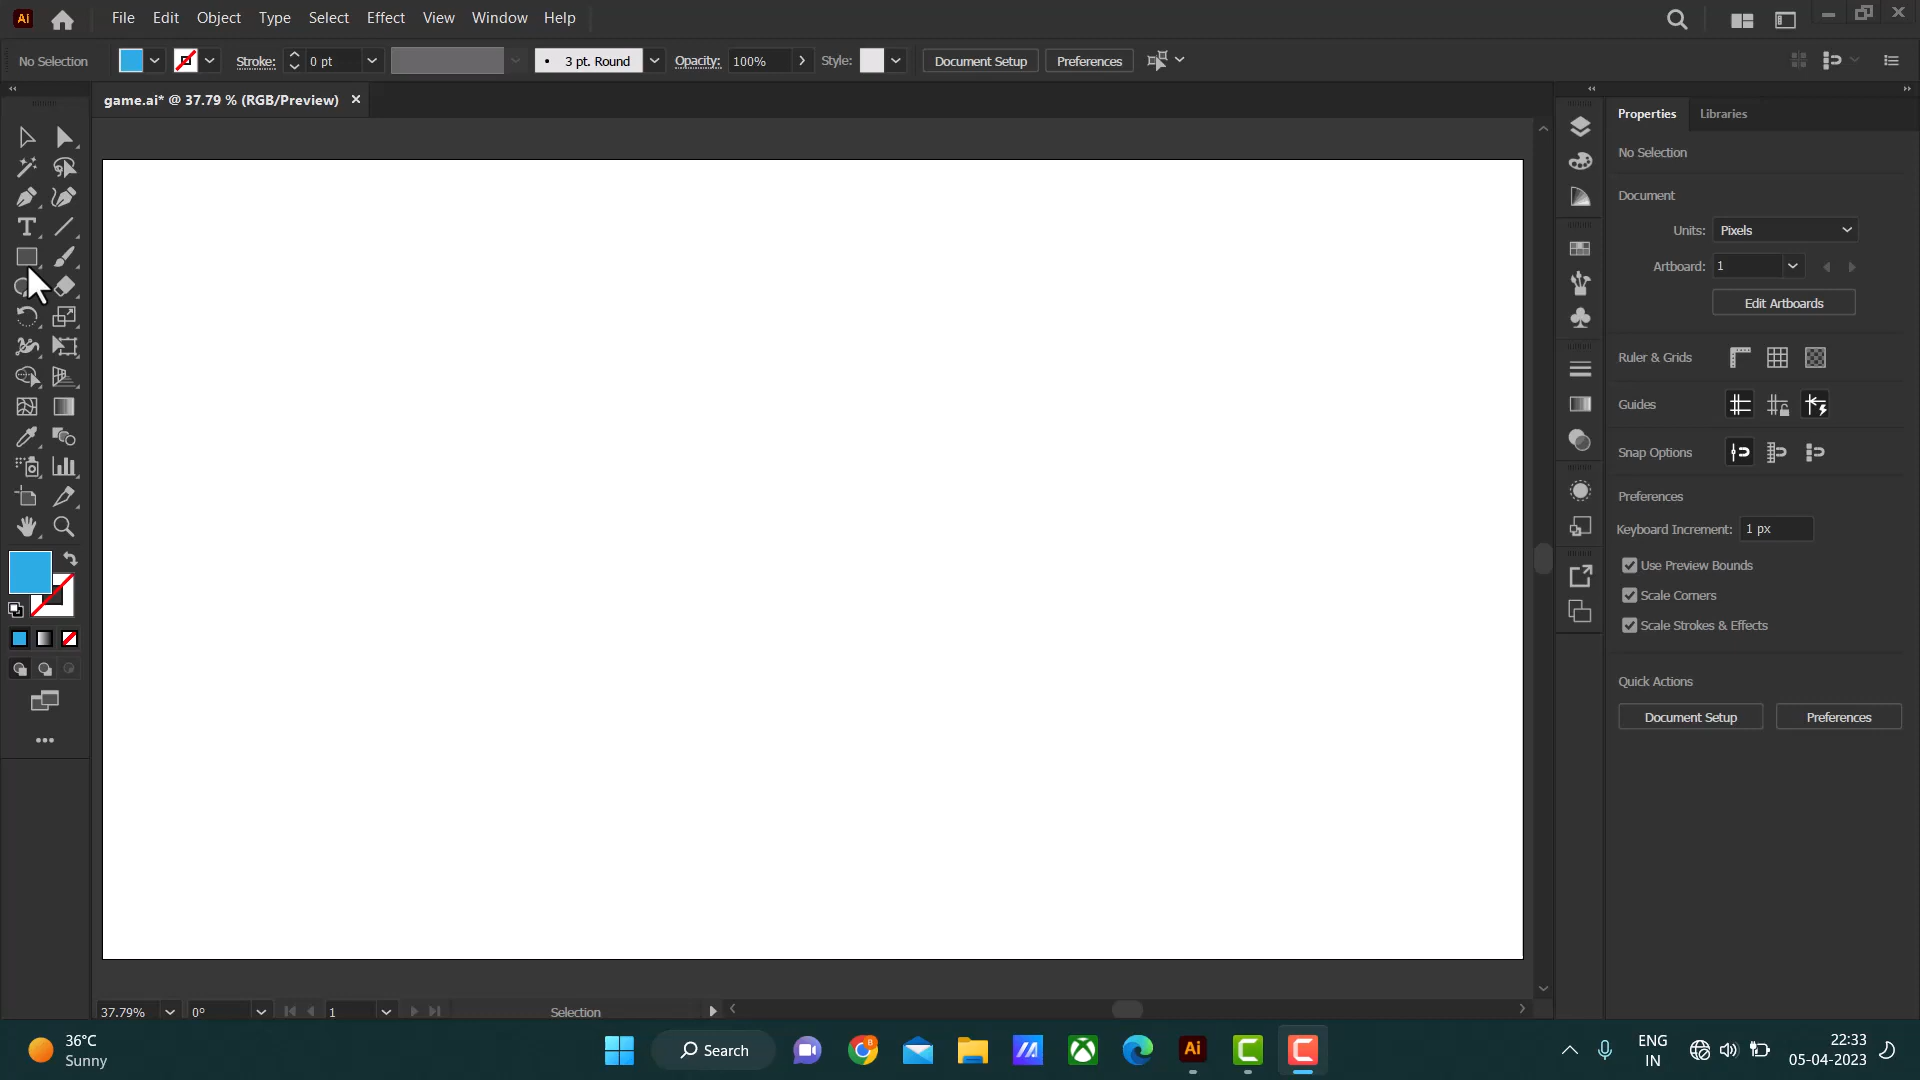 Ai File Edit Object Type Select Effect View Window Help
No Selection Stroke: 0 pt 3 pt. Round Opacity: 100% Style: Document Setup Preferences
game.ai* @ 37.79 % (RGB/Preview) ×
Properties Libraries
No Selection
Document
Units: Pixels
Artboard: 1
Edit Artboards
Ruler & Grids
Guides
Snap Options
Preferences
Keyboard Increment: 1 px
Use Preview Bounds
Scale Corners
Scale Strokes & Effects
Quick Actions
Document Setup Preferences
37.79% 0° 1 Selection
36°C
Sunny
Search
Ai
ENG
IN
22:33
05-04-2023